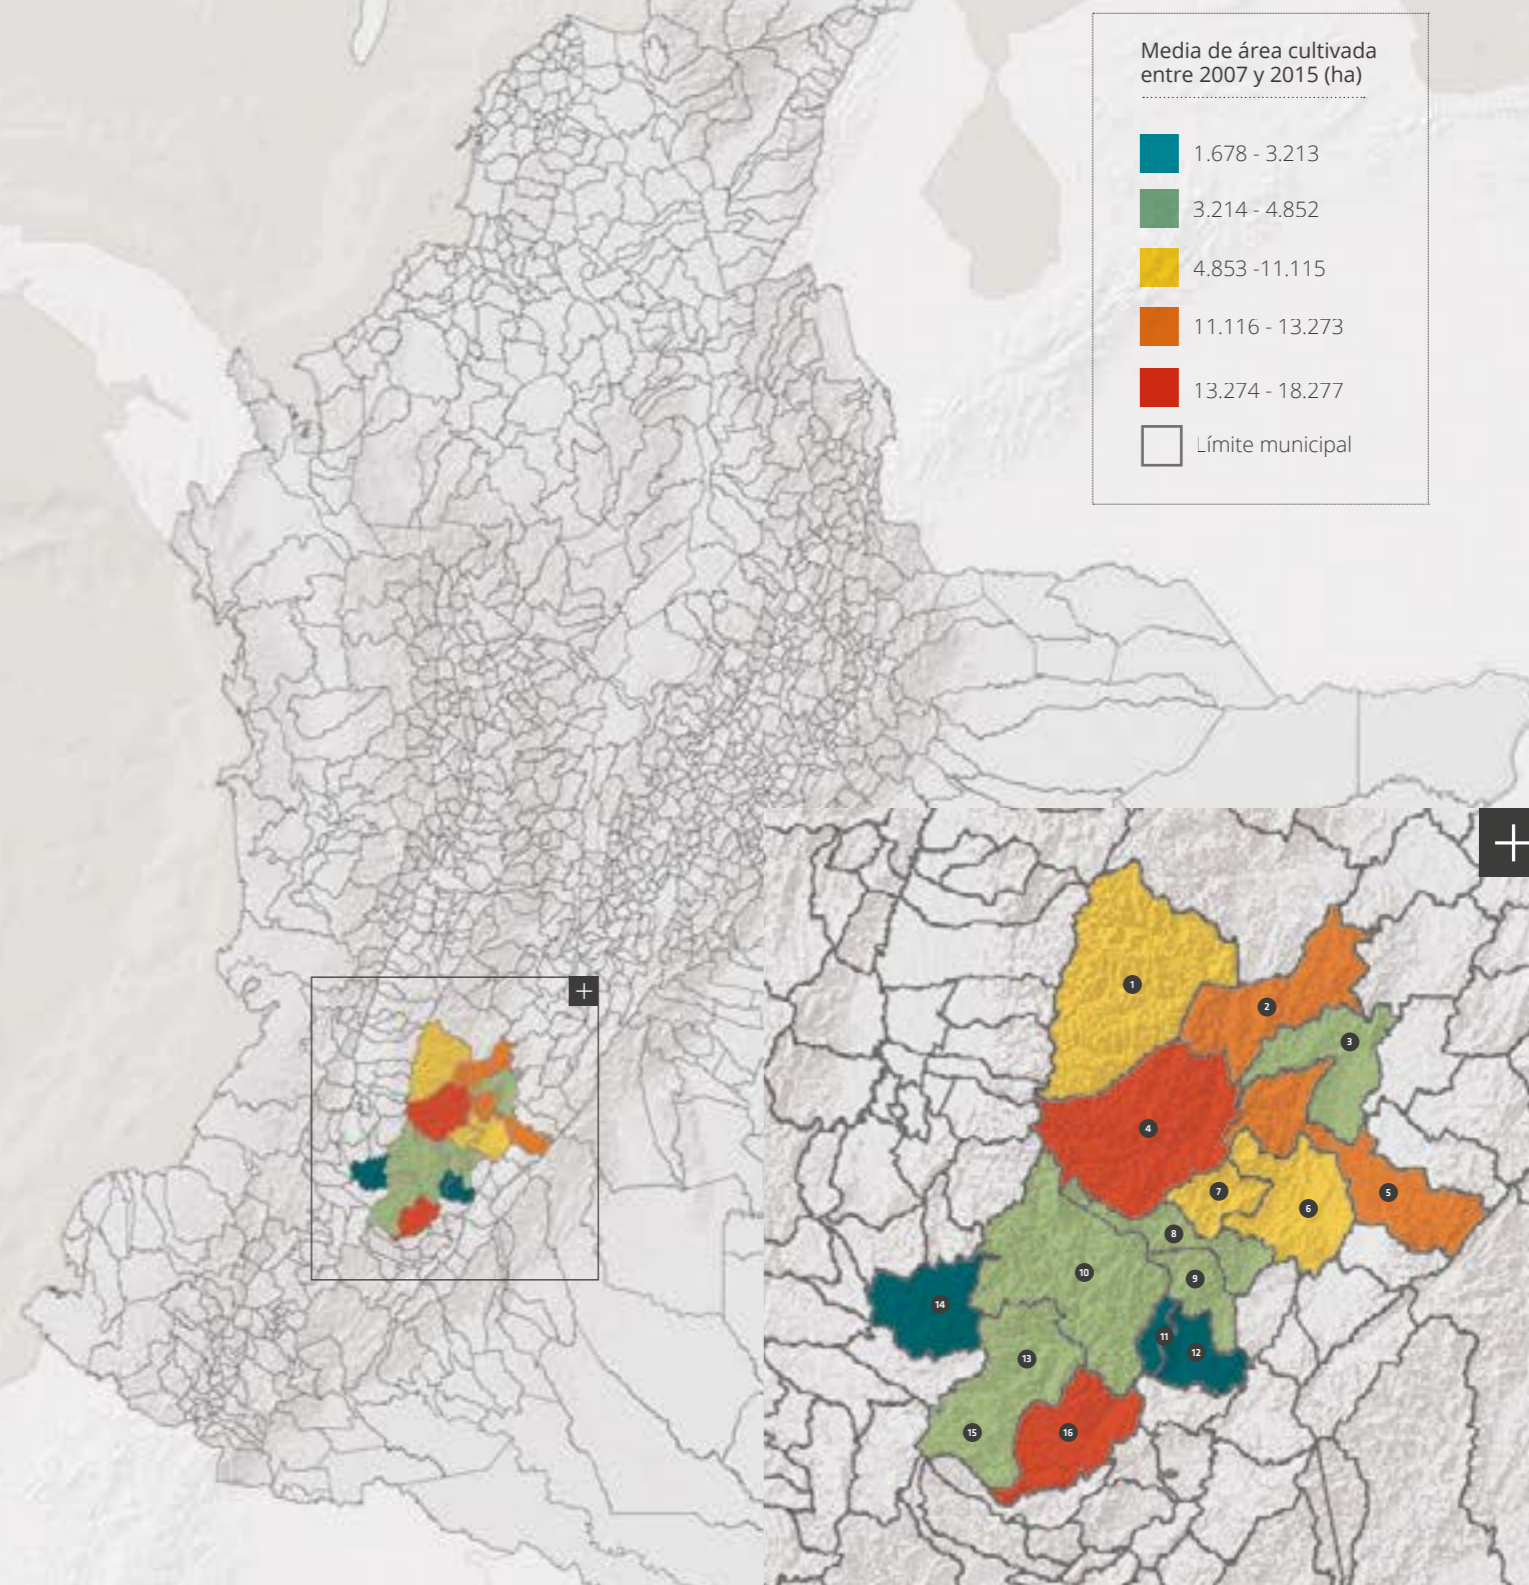 Media de área cultivada
entre 2007 y 2015 (ha)
1.678 - 3.213
3.214 - 4.852
4.853 -11.115
11.116 - 13.273
13.274 - 18.277
Límite municipal
+
+
1
2
3
4
5
6
7
8
9
10
11
12
13
14
15
16